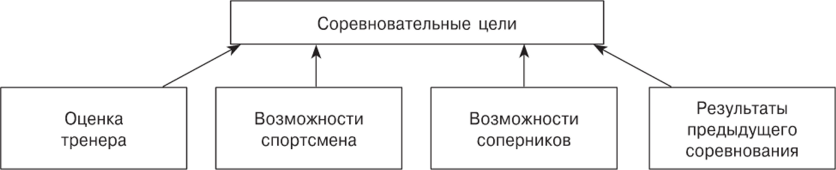 Соревновательные цели
Оценка
тренера
Возможности
спортсмена
Возможности
соперников
Результаты
предыдущего
соревнования